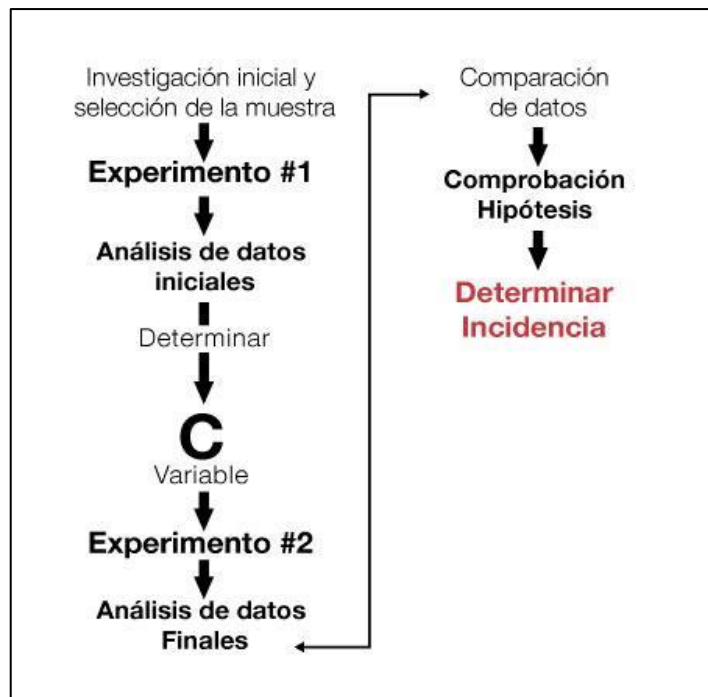 Investigación inicial y
selección de la muestra
Experimento #1
Análisis de datos
iniciales
Determinar
C
Variable
Experimento #2
Análisis de datos
Finales
Comparación
de datos
Comprobación
Hipótesis
Determinar
Incidencia